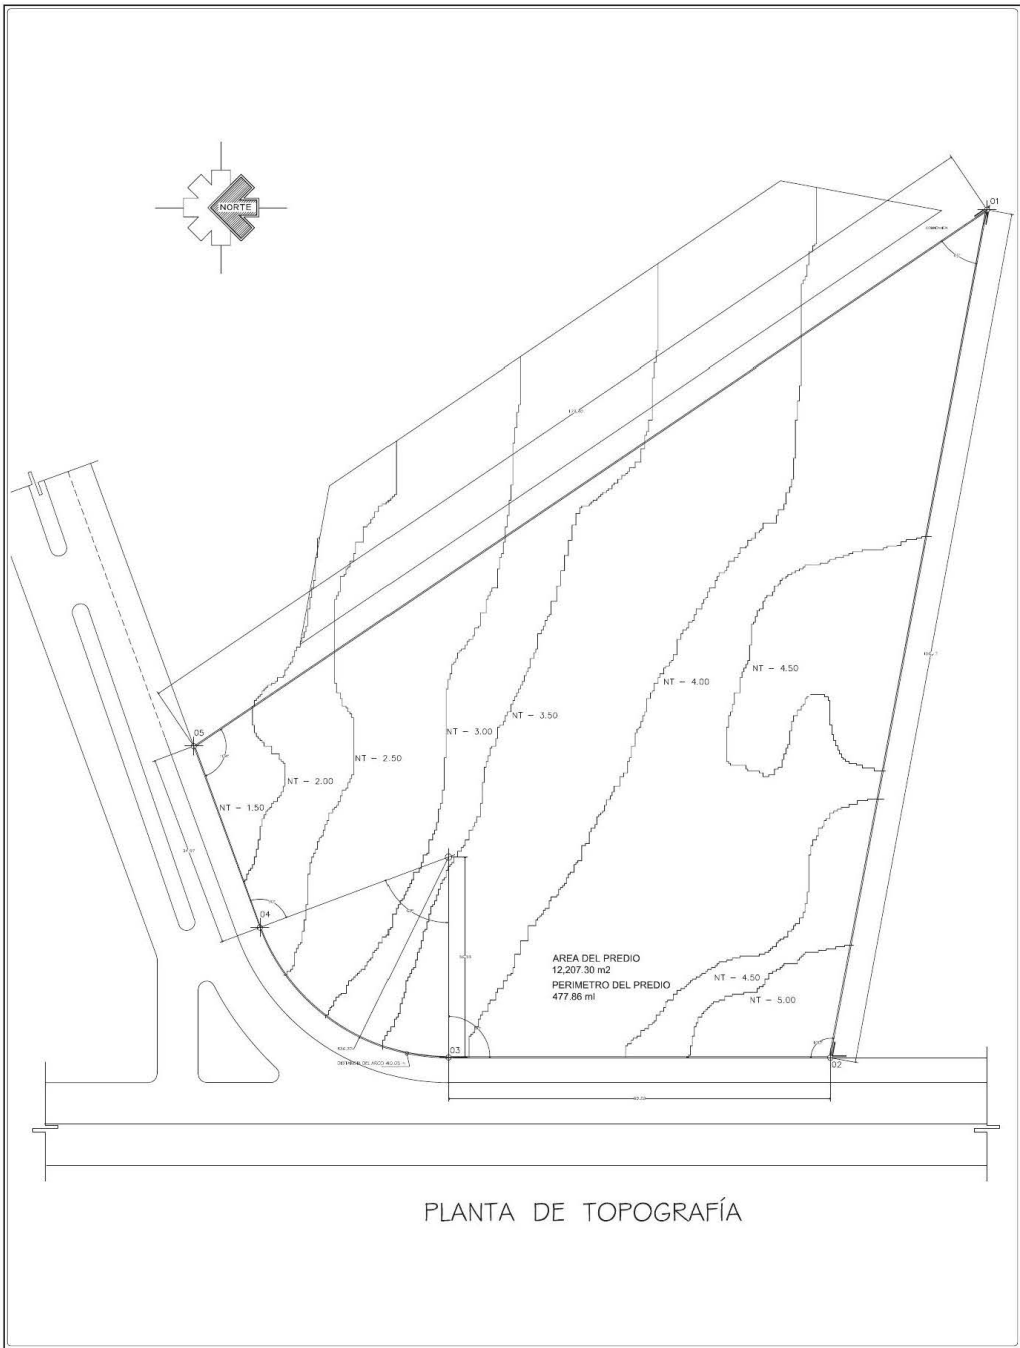 NORTE
01
05
NT - 4.50
NT - 4.00
NT - 3.50
NT - 3.00
NT - 2.50
NT - 2.00
NT - 1.50
04
AREA DEL PREDIO
12,207.30 m2
PERIMETRO DEL PREDIO
477.86 ml
NT - 4.50
NT - 5.00
03
02
PLANTA DE TOPOGRAFÍA